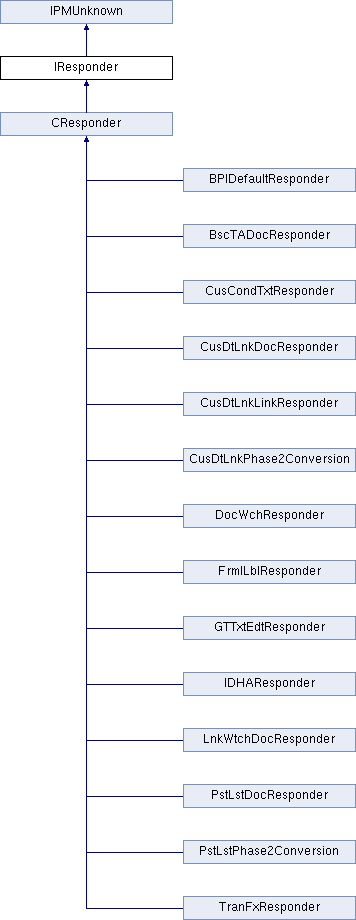 IPMUnknown
IResponder
CResponder
BPIDefaultResponder
BscTADocResponder
CusCondTxtResponder
CusDtLnkDocResponder
CusDtLnkLinkResponder
CusDtLnkPhase2Conversion
DocWchResponder
FrmlLblResponder
GTTxtEdtResponder
IDHAResponder
LnkWtchDocResponder
PstLstDocResponder
PstLstPhase2Conversion
TranFxResponder